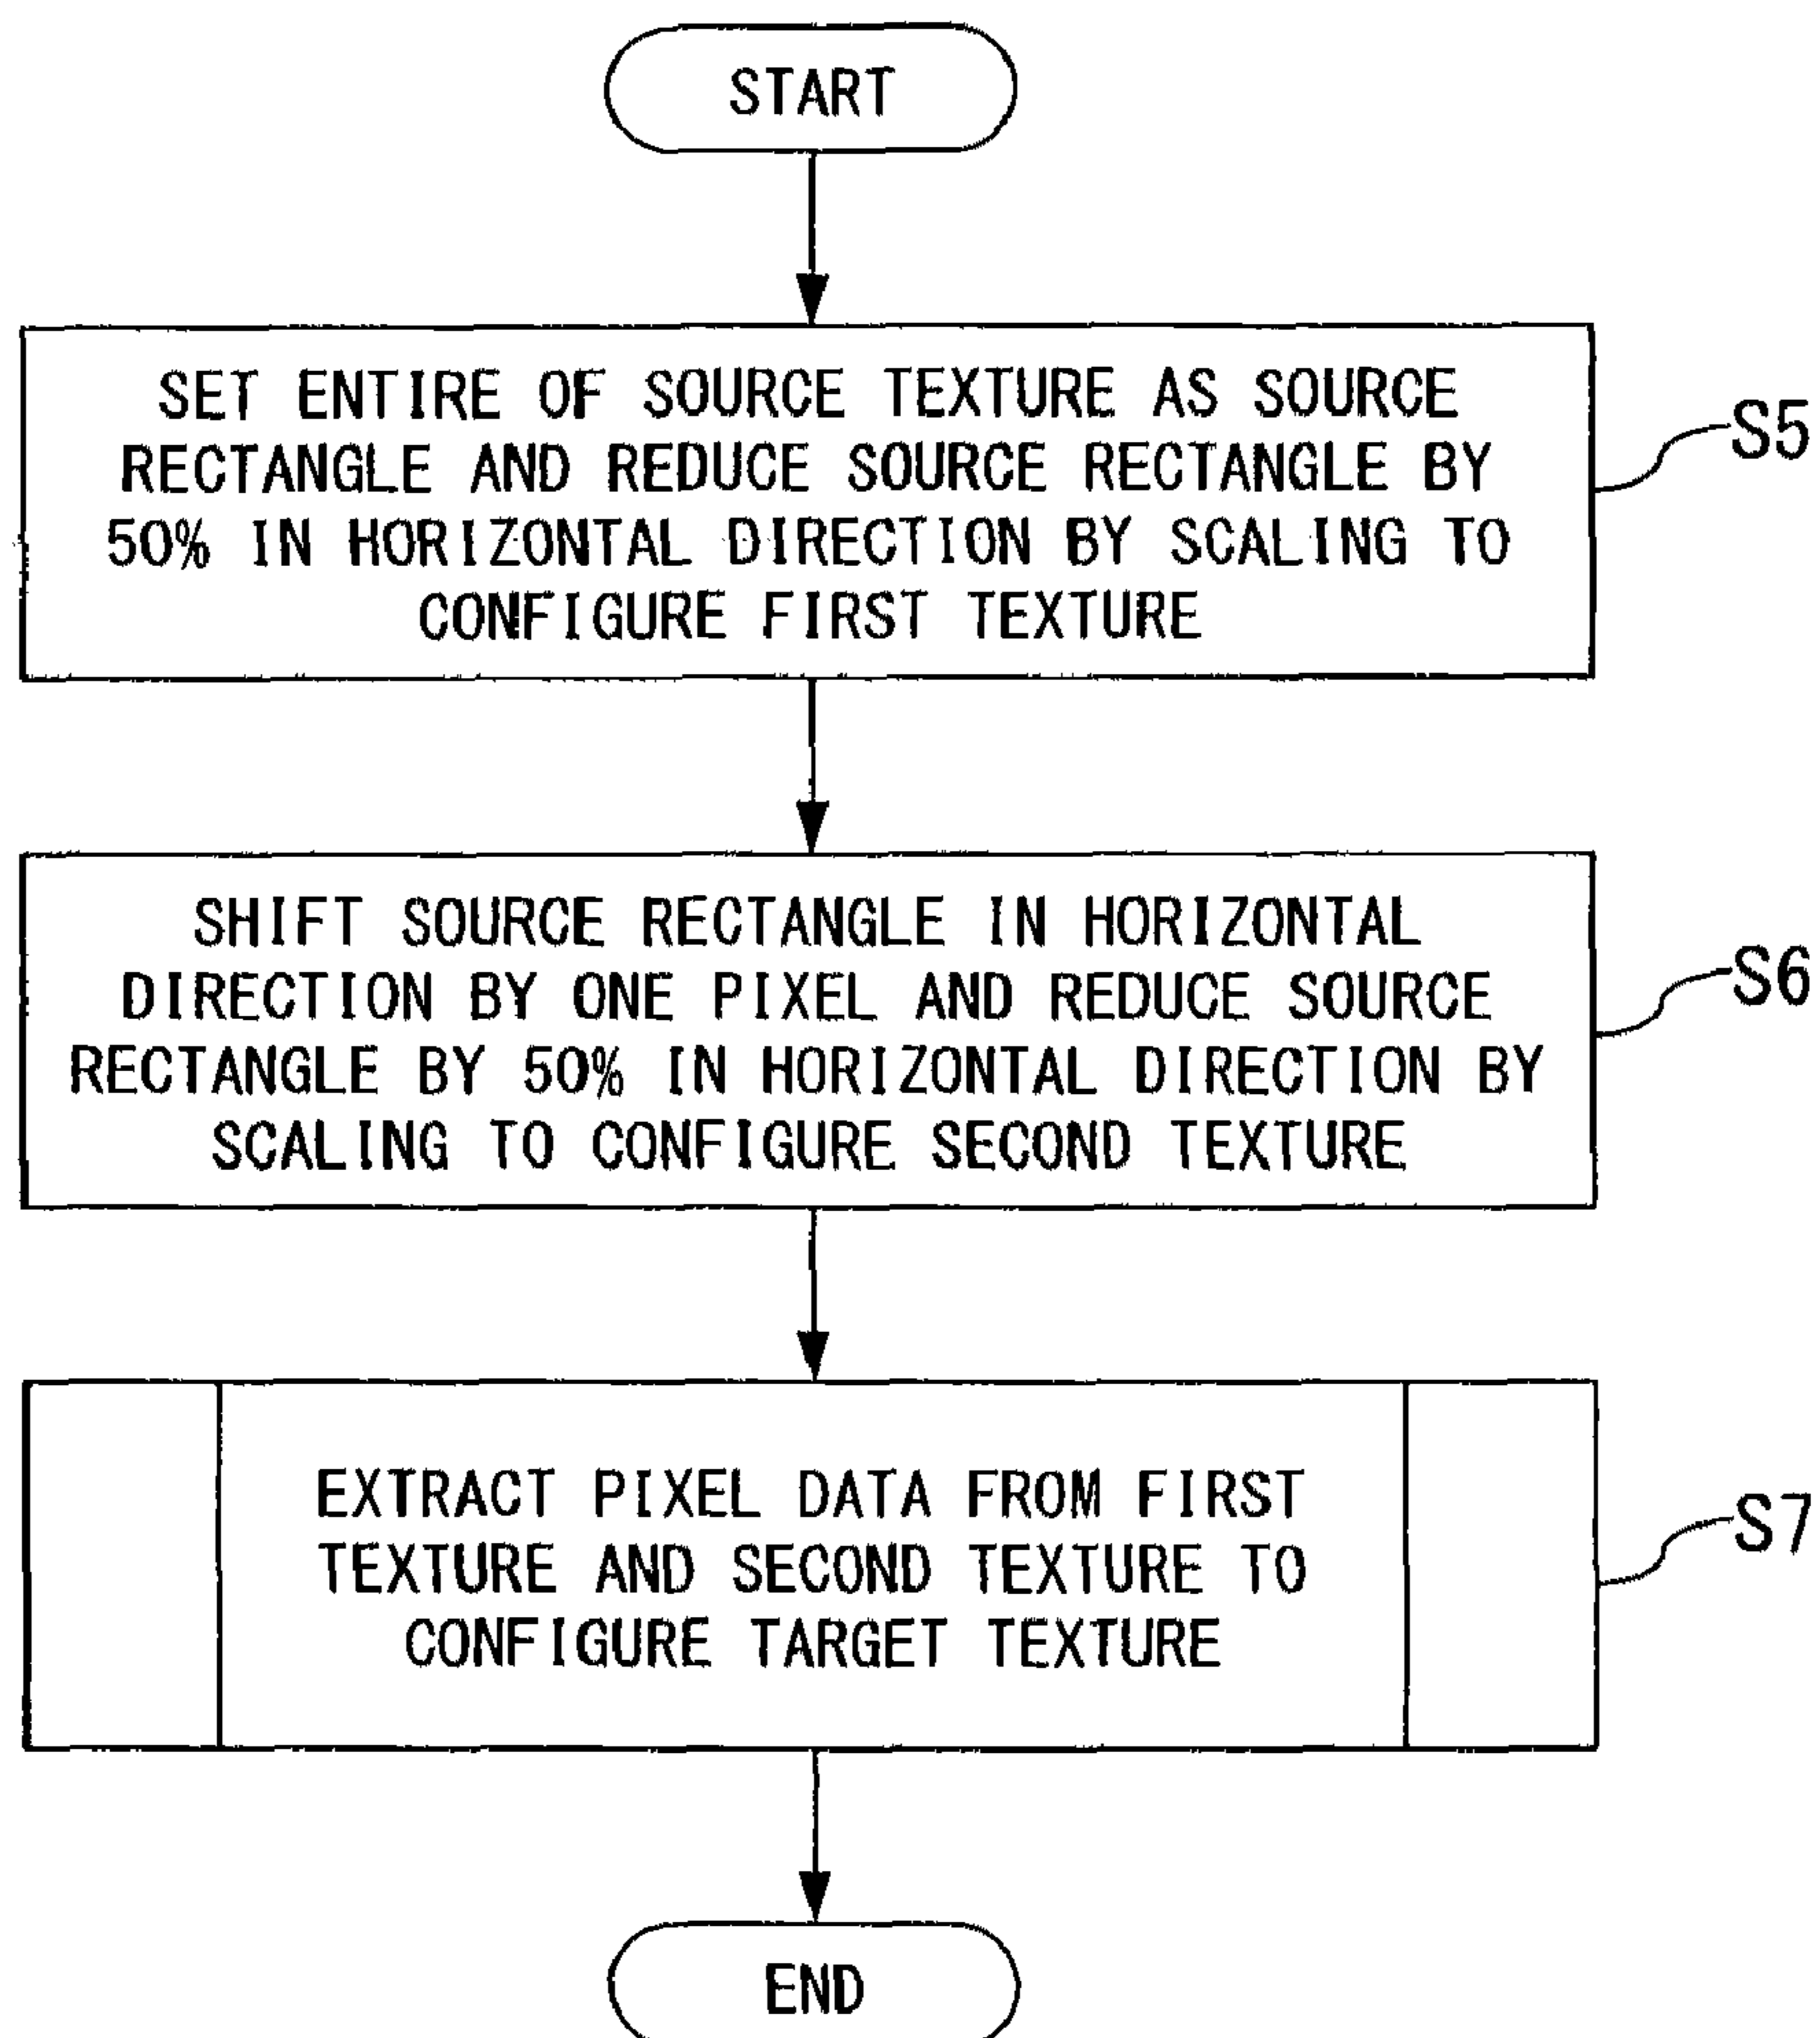 START
SET ENTIRE OF SOURCE TEXTURE AS SOURCE
RECTANGLE AND REDUCE SOURCE RECTANGLE BY
50% IN HORIZONTAL DIRECTION BY SCALING TO
CONFIGURE FIRST TEXTURE
S5
SHIFT SOURCE RECTANGLE IN HORIZONTAL
DIRECTION BY ONE PIXEL AND REDUCE SOURCE
RECTANGLE BY 50% IN HORIZONTAL DIRECTION BY
SCALING TO CONFIGURE SECOND TEXTURE
S6
EXTRACT PIXEL DATA FROM FIRST
TEXTURE AND SECOND TEXTURE TO
CONFIGURE TARGET TEXTURE
S7
END